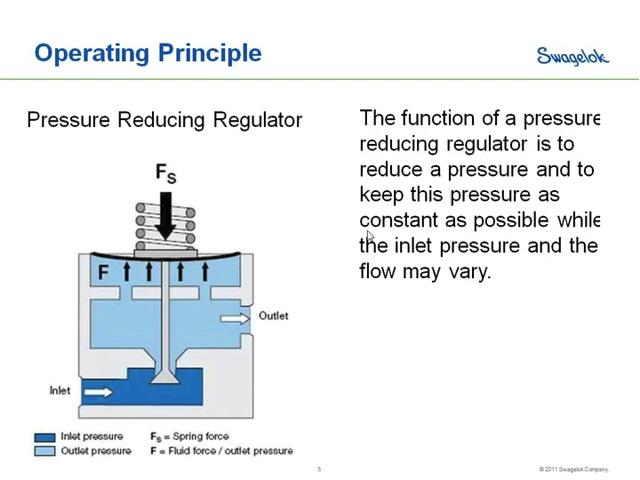 Operating Principle
Swagelok
Pressure Reducing Regulator
The function of a pressure
reducing regulator is to
reduce a pressure and to
keep this pressure as
constant as possible while
the inlet pressure and the
flow may vary.
FS
F
Outlet
Inlet
Inlet pressure FS = Spring force
Outlet pressure F = Fluid force / outlet pressure
5
© 2011 Swagelok Company.